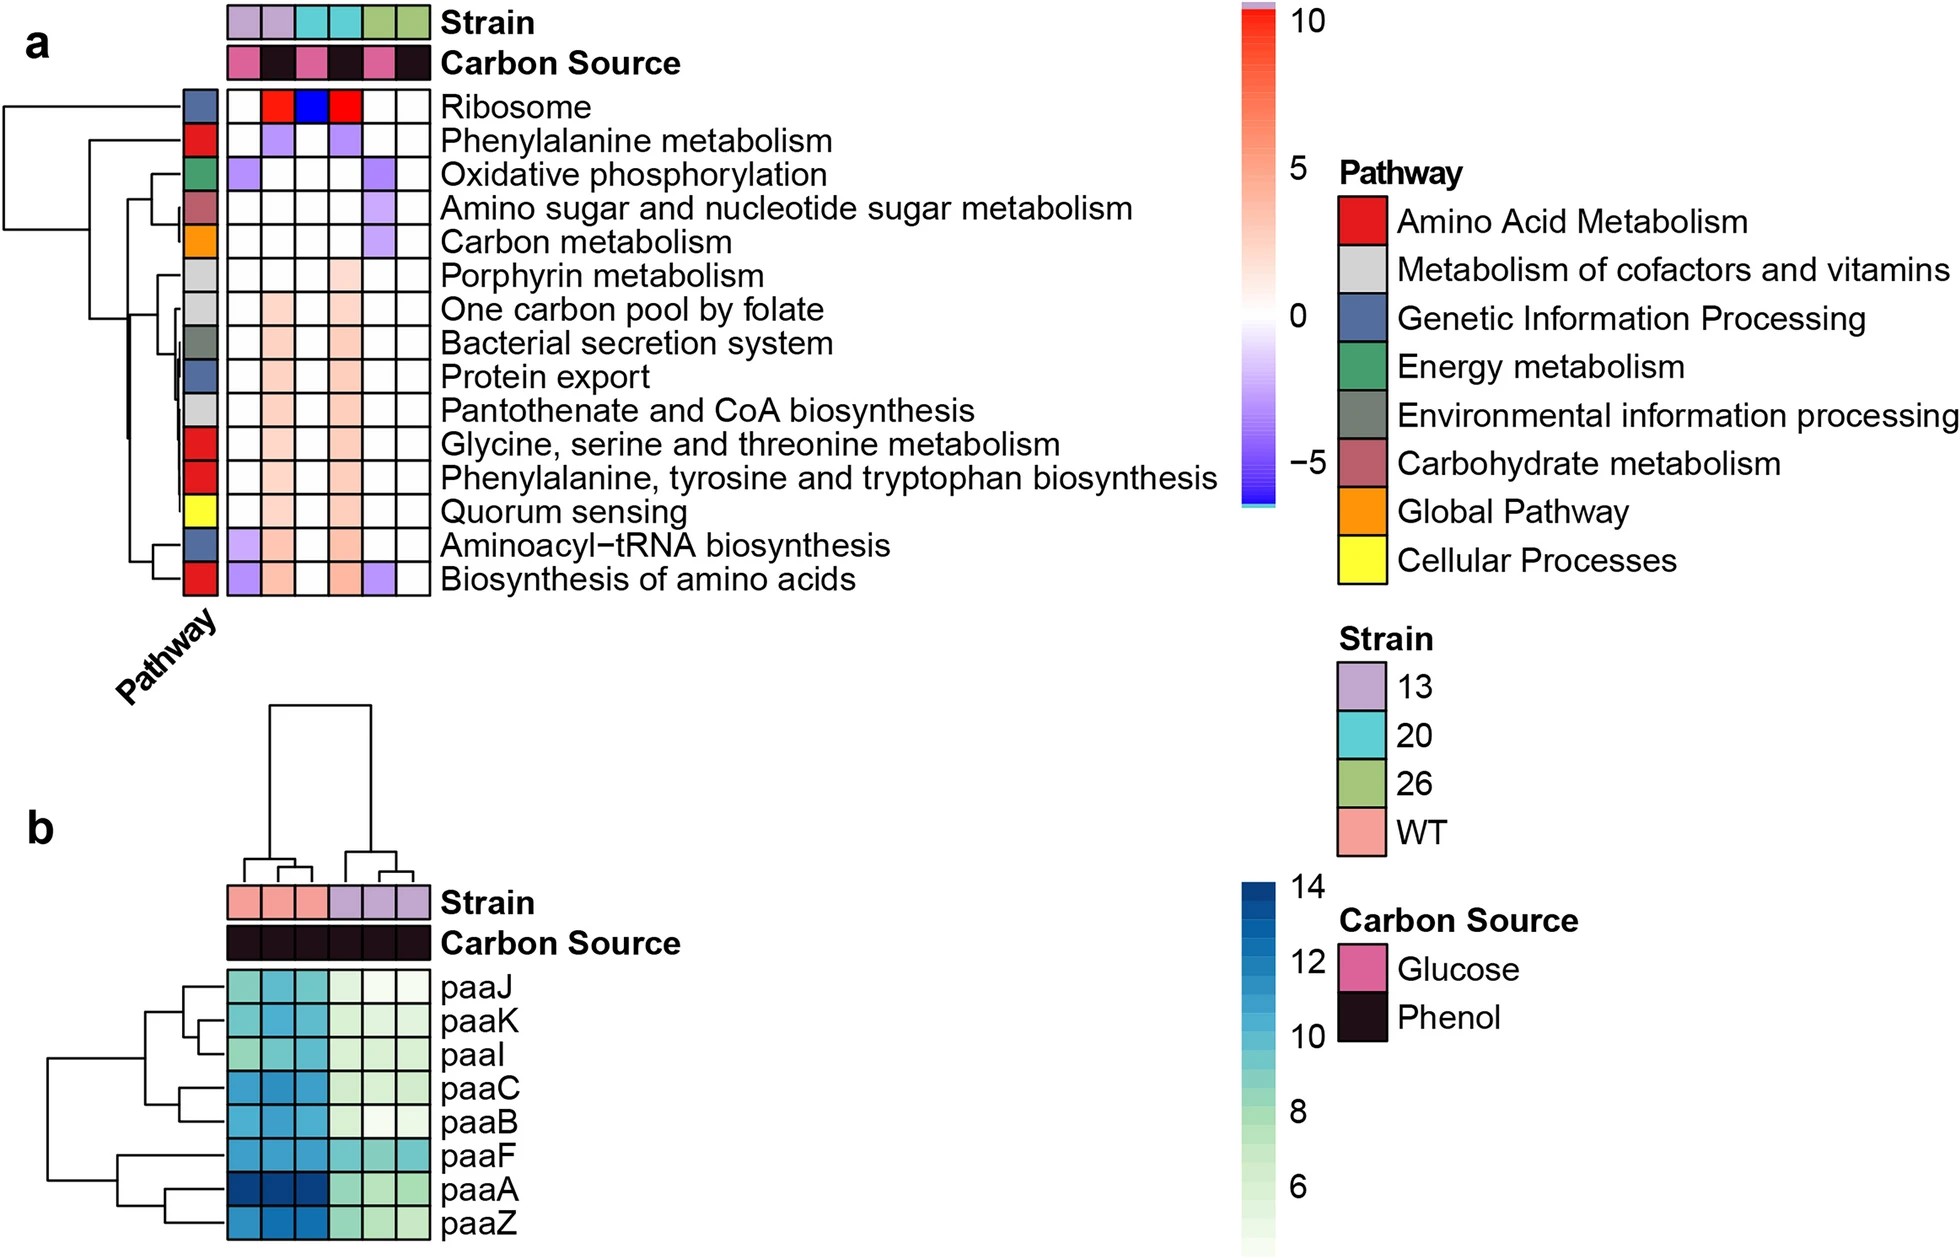 a
Strain
Carbon Source
Ribosome
Phenylalanine metabolism
Oxidative phosphorylation
Amino sugar and nucleotide sugar metabolism
Carbon metabolism
Porphyrin metabolism
One carbon pool by folate
Bacterial secretion system
Protein export
Pantothenate and CoA biosynthesis
Glycine, serine and threonine metabolism
Phenylalanine, tyrosine and tryptophan biosynthesis
Quorum sensing
Aminoacyl−tRNA biosynthesis
Biosynthesis of amino acids
Pathway
10
5
0
−5
Pathway
Amino Acid Metabolism
Metabolism of cofactors and vitamins
Genetic Information Processing
Energy metabolism
Environmental information processing
Carbohydrate metabolism
Global Pathway
Cellular Processes
Strain
13
20
26
WT
Carbon Source
Glucose
Phenol
b
Strain
Carbon Source
paaJ
paaK
paaI
paaC
paaB
paaF
paaA
paaZ
14
12
10
8
6